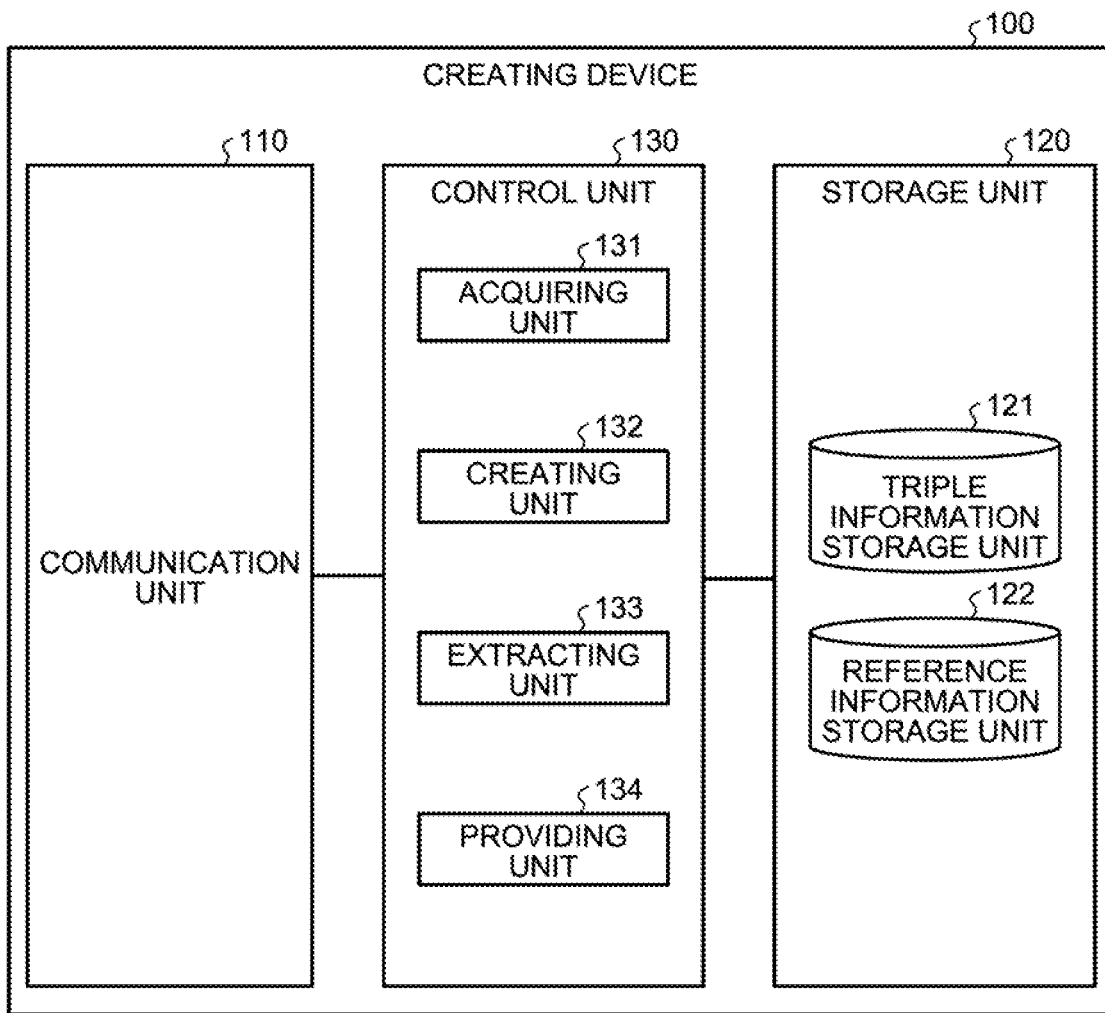 100
CREATING DEVICE
110
COMMUNICATION
UNIT
130
CONTROL UNIT
131
ACQUIRING
UNIT
132
CREATING
UNIT
133
EXTRACTING
UNIT
134
PROVIDING
UNIT
120
STORAGE UNIT
121
TRIPLE
INFORMATION
STORAGE UNIT
122
REFERENCE
INFORMATION
STORAGE UNIT